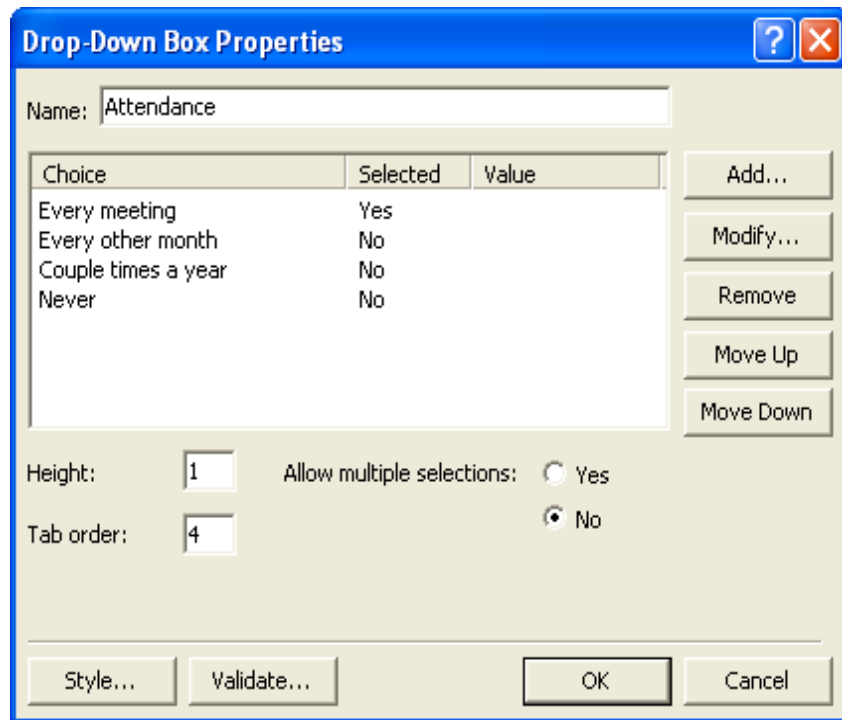 Drop-Down Box Properties
Name: Attendance
Choice Selected Value
Every meeting Yes
Every other month No
Couple times a year No
Never No
Add...
Modify...
Remove
Move Up
Move Down
Height: 1 Allow multiple selections: Yes
No
Tab order: 4
Style... Validate... OK Cancel